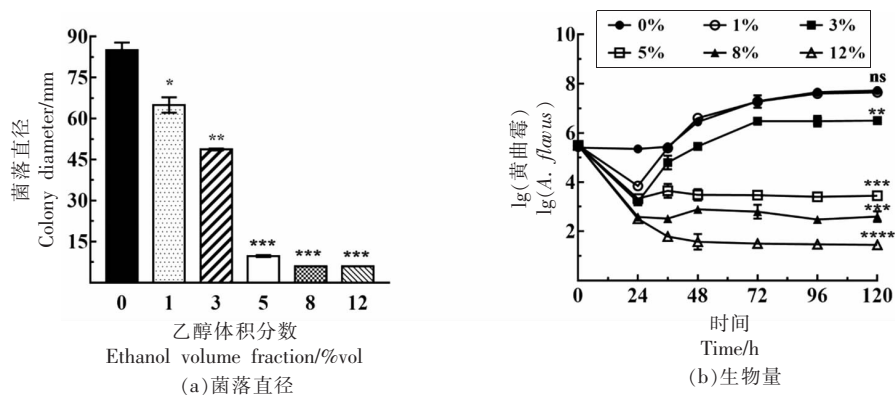 90
75
60
45
30
15
*
**
***
***
***
0 1 3 5 8 12
菌落直径
Colony diameter/mm
乙醇体积分数
Ethanol volume fraction/%vol
(a)菌落直径
0% 1% 3%
5% 8% 12%
10
8
6
4
2
0 24 48 72 96 120
ns
**
***
***
****
lg(黄曲霉)
lg(A. flavus)
时间
Time/h
(b)生物量